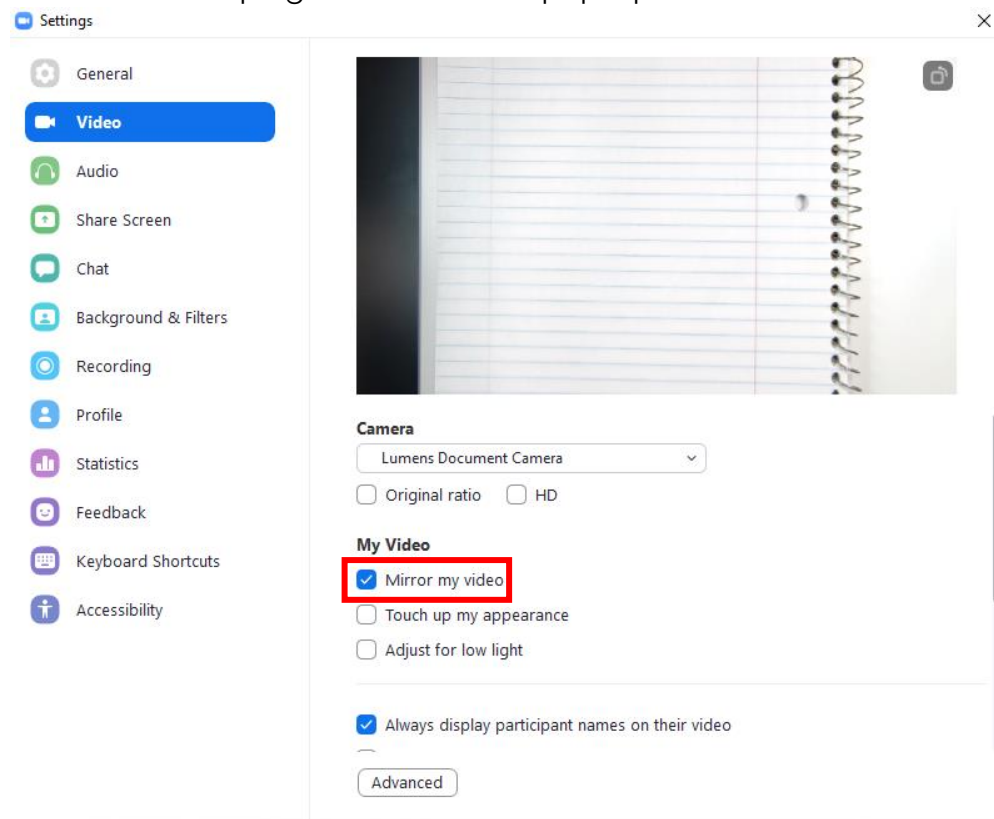 Settings
General
Video
Audio
Share Screen
Chat
Background & Filters
Recording
Profile
Statistics
Feedback
Keyboard Shortcuts
Accessibility
Camera
Lumens Document Camera
Original ratio HD
My Video
Mirror my video
Touch up my appearance
Adjust for low light
Always display participant names on their video
Advanced